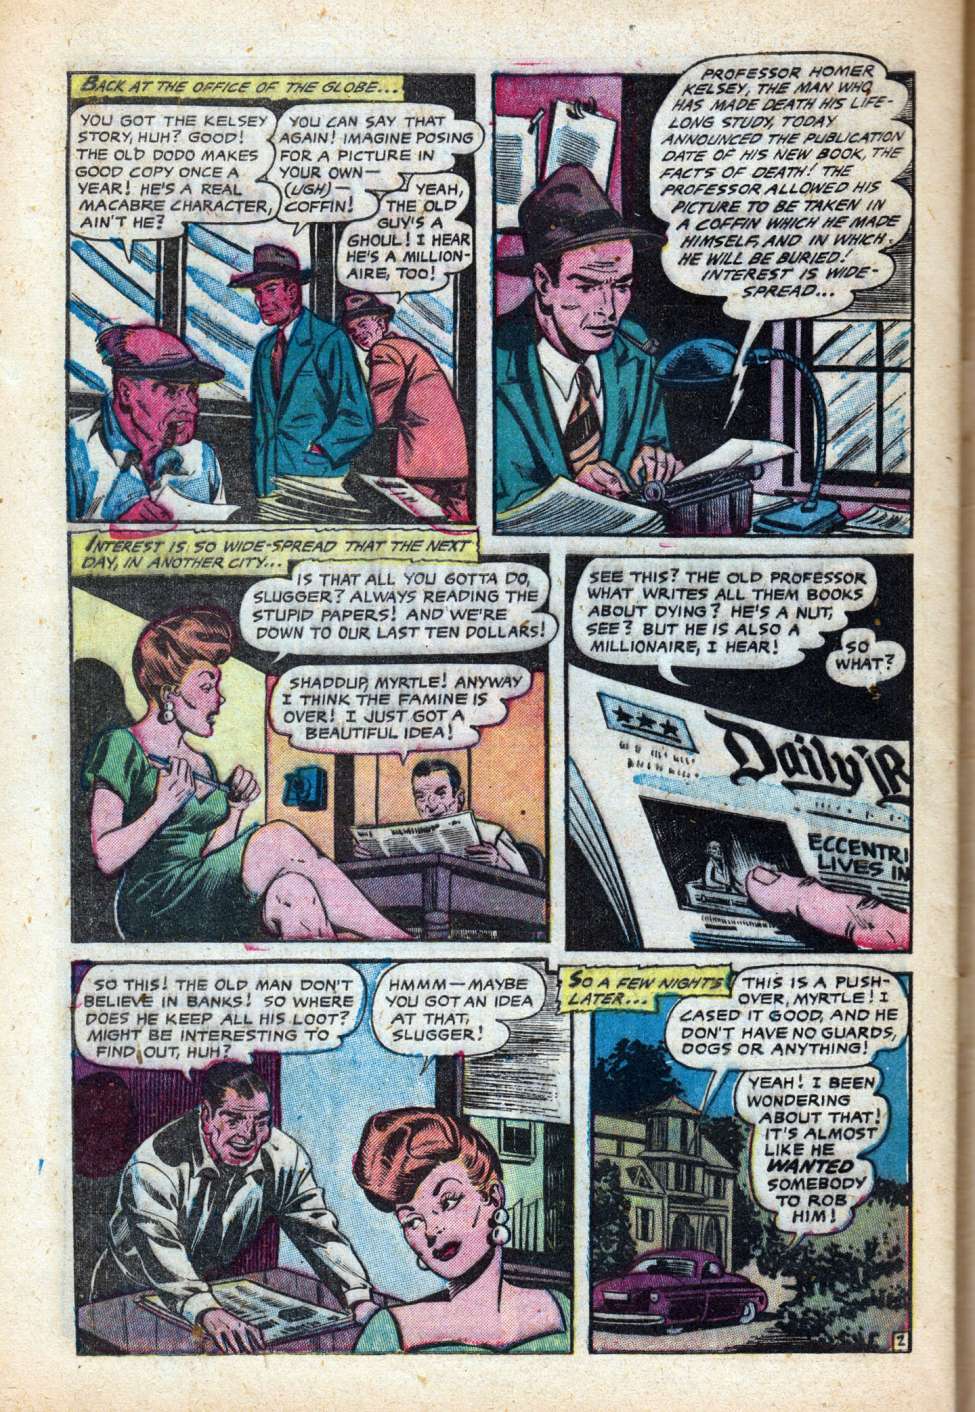 BACK AT THE OFFICE OF THE GLOBE...
YOU GOT THE KELSEY
STORY, HUH? GOOD!
THE OLD DODO MAKES
GOOD COPY ONCE A
YEAR! HE'S A REAL
MACABRE CHARACTER,
AIN'T HE?
YOU CAN SAY THAT
AGAIN! IMAGINE POSING
FOR A PICTURE IN
YOUR OWN—
(UGH)—
COFFIN!
YEAH,
THE OLD
GUY'S A
GHOUL! I HEAR
HE'S A MILLION-
AIRE, TOO!
PROFESSOR HOMER
KELSEY, THE MAN WHO
HAS MADE DEATH HIS LIFE-
LONG STUDY, TODAY
ANNOUNCED THE PUBLICATION
DATE OF HIS NEW BOOK, THE
FACTS OF DEATH! THE
PROFESSOR ALLOWED HIS
PICTURE TO BE TAKEN IN
A COFFIN WHICH HE MADE
HIMSELF, AND IN WHICH
HE WILL BE BURIED!
INTEREST IS WIDE-
SPREAD...
INTEREST IS SO WIDE-SPREAD THAT THE NEXT
DAY, IN ANOTHER CITY...
IS THAT ALL YOU GOTTA DO,
SLUGGER? ALWAYS READING THE
STUPID PAPERS! AND WE'RE
DOWN TO OUR LAST TEN DOLLARS!
SHADDUP, MYRTLE! ANYWAY
I THINK THE FAMINE IS
OVER! I JUST GOT A
BEAUTIFUL IDEA!
SEE THIS? THE OLD PROFESSOR
WHAT WRITES ALL THEM BOOKS
ABOUT DYING? HE'S A NUT,
SEE? BUT HE IS ALSO A
MILLIONAIRE, I HEAR!
SO
WHAT?
Daily R
ECCENTRI
LIVES IN
SO THIS! THE OLD MAN DON'T
BELIEVE IN BANKS! SO WHERE
DOES HE KEEP ALL HIS LOOT?
MIGHT BE INTERESTING TO
FIND OUT, HUH?
HMMM—MAYBE
YOU GOT AN IDEA
AT THAT,
SLUGGER!
SO A FEW NIGHTS
LATER...
THIS IS A PUSH-
OVER, MYRTLE! I
CASED IT GOOD, AND HE
DON'T HAVE NO GUARDS,
DOGS OR ANYTHING!
YEAH! I BEEN
WONDERING
ABOUT THAT!
IT'S ALMOST
LIKE HE
WANTED
SOMEBODY
TO ROB
HIM!
2